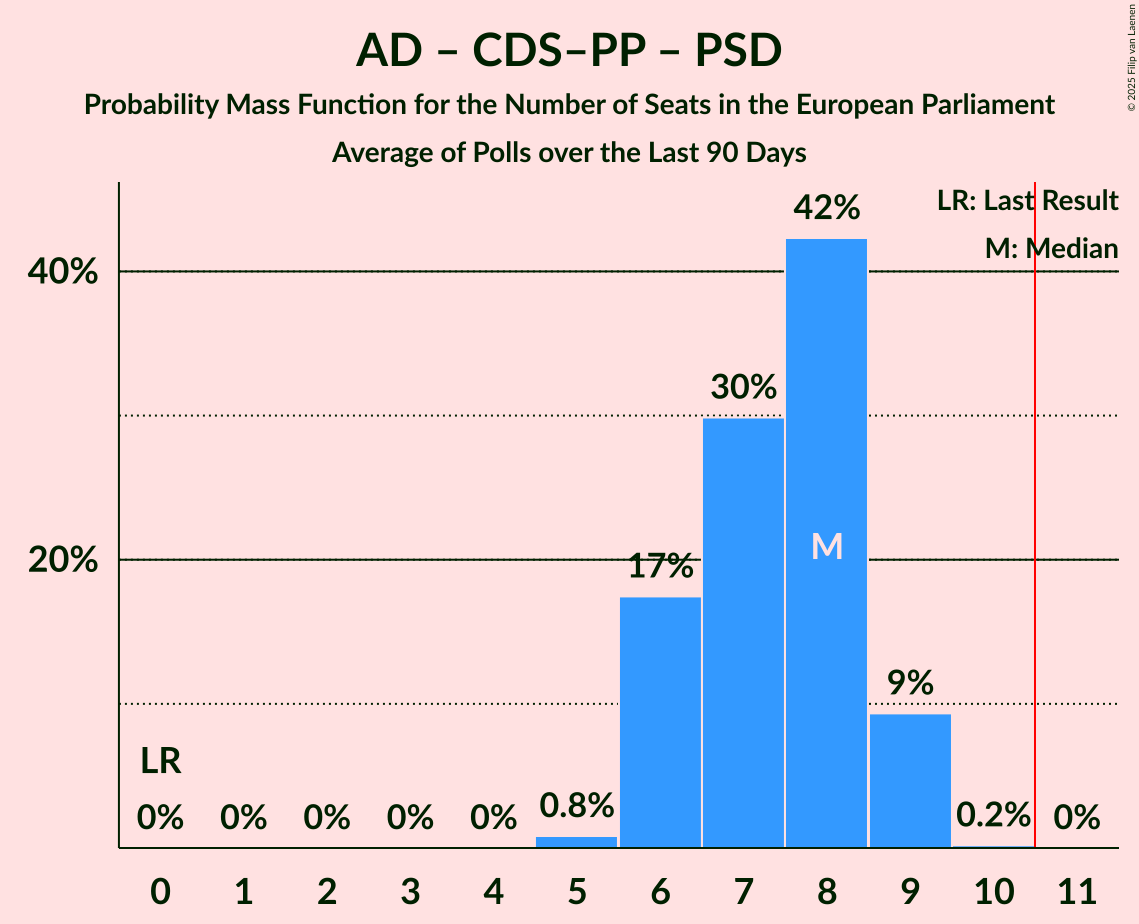 AD – CDS–PP – PSD
Probability Mass Function for the Number of Seats in the European Parliament
Average of Polls over the Last 90 Days
© 2025 Filip van Laenen
LR: Last Result
M: Median
42%
40%
30%
M
20%
17%
9%
LR
0% 0% 0% 0% 0% 0.8% 0.2% 0%
0 1 2 3 4 5 6 7 8 9 10 11